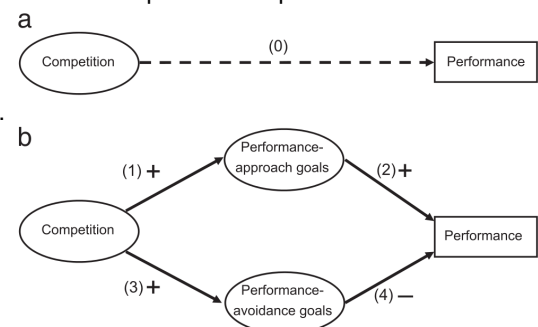 a
(0)
Competition
Performance
.
b
Performance-
approach goals
(1) +
(2) +
Competition
Performance
(3) +
(4) −
Performance-
avoidance goals